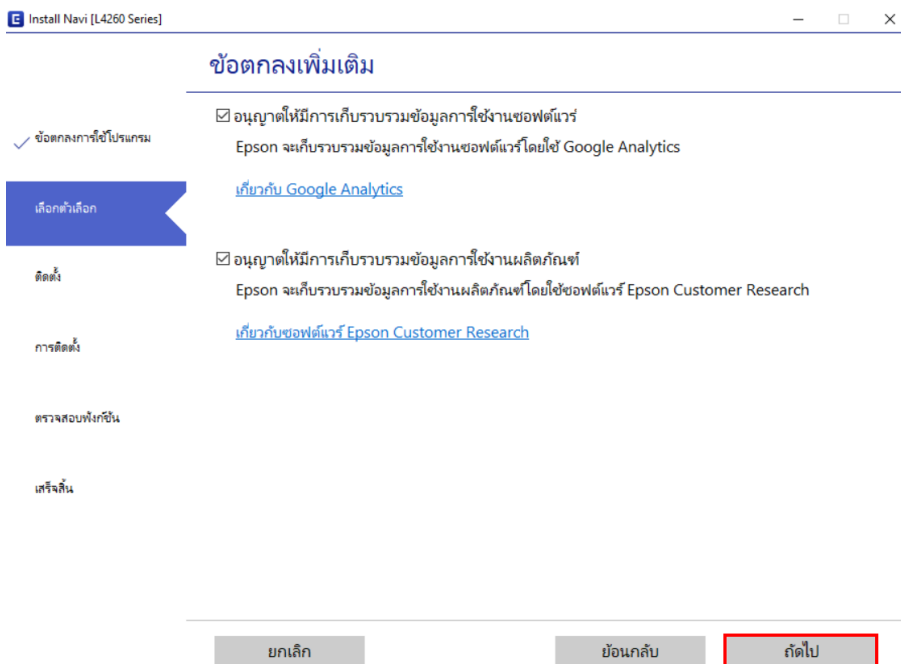 Install Navi [L4260 Series]
ข้อตกลงเพิ่มเติม
ข้อตกลงการใช้โปรแกรม
เลือกตัวเลือก
ติดตั้ง
การติดตั้ง
ตรวจสอบฟังก์ชัน
เสร็จสิ้น
อนุญาตให้มีการเก็บรวบรวมข้อมูลการใช้งานซอฟต์แวร์
Epson จะเก็บรวบรวมข้อมูลการใช้งานซอฟต์แวร์โดยใช้ Google Analytics
เกี่ยวกับ Google Analytics
อนุญาตให้มีการเก็บรวบรวมข้อมูลการใช้งานผลิตภัณฑ์
Epson จะเก็บรวบรวมข้อมูลการใช้งานผลิตภัณฑ์โดยใช้ซอฟต์แวร์ Epson Customer Research
เกี่ยวกับซอฟต์แวร์ Epson Customer Research
ยกเลิก
ย้อนกลับ
ถัดไป